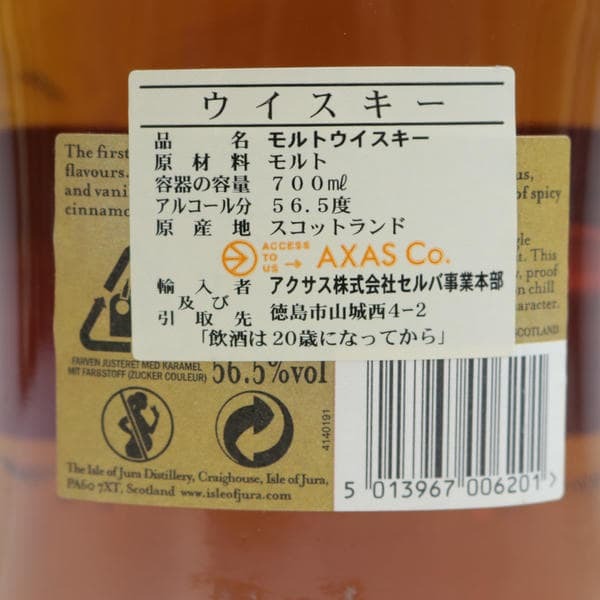 ウイスキー
品名 モルトウイスキー
原材料 モルト
容器の容量 700㎖
アルコール分 56.5度
原産地 スコットランド
ACCESS TO US → AXAS Co.
輸入者 アクサス株式会社セルバ事業本部
及び
引取先 徳島市山城西4-2
「飲酒は20歳になってから」
The first
flavours.
and vani
cinnamo
us,
of spicy
gle
t. This
y, proof
n chill
aracter.
SCOTLAND
FARVEN JUSTERET MED KARAMEL
MIT FARBSTOFF (ZUCKER COULEUR)
56.5%vol
4140191
The Isle of Jura Distillery, Craighouse, Isle of Jura,
PA60 7XT, Scotland www.isleofjura.com
5 013967 006201 >